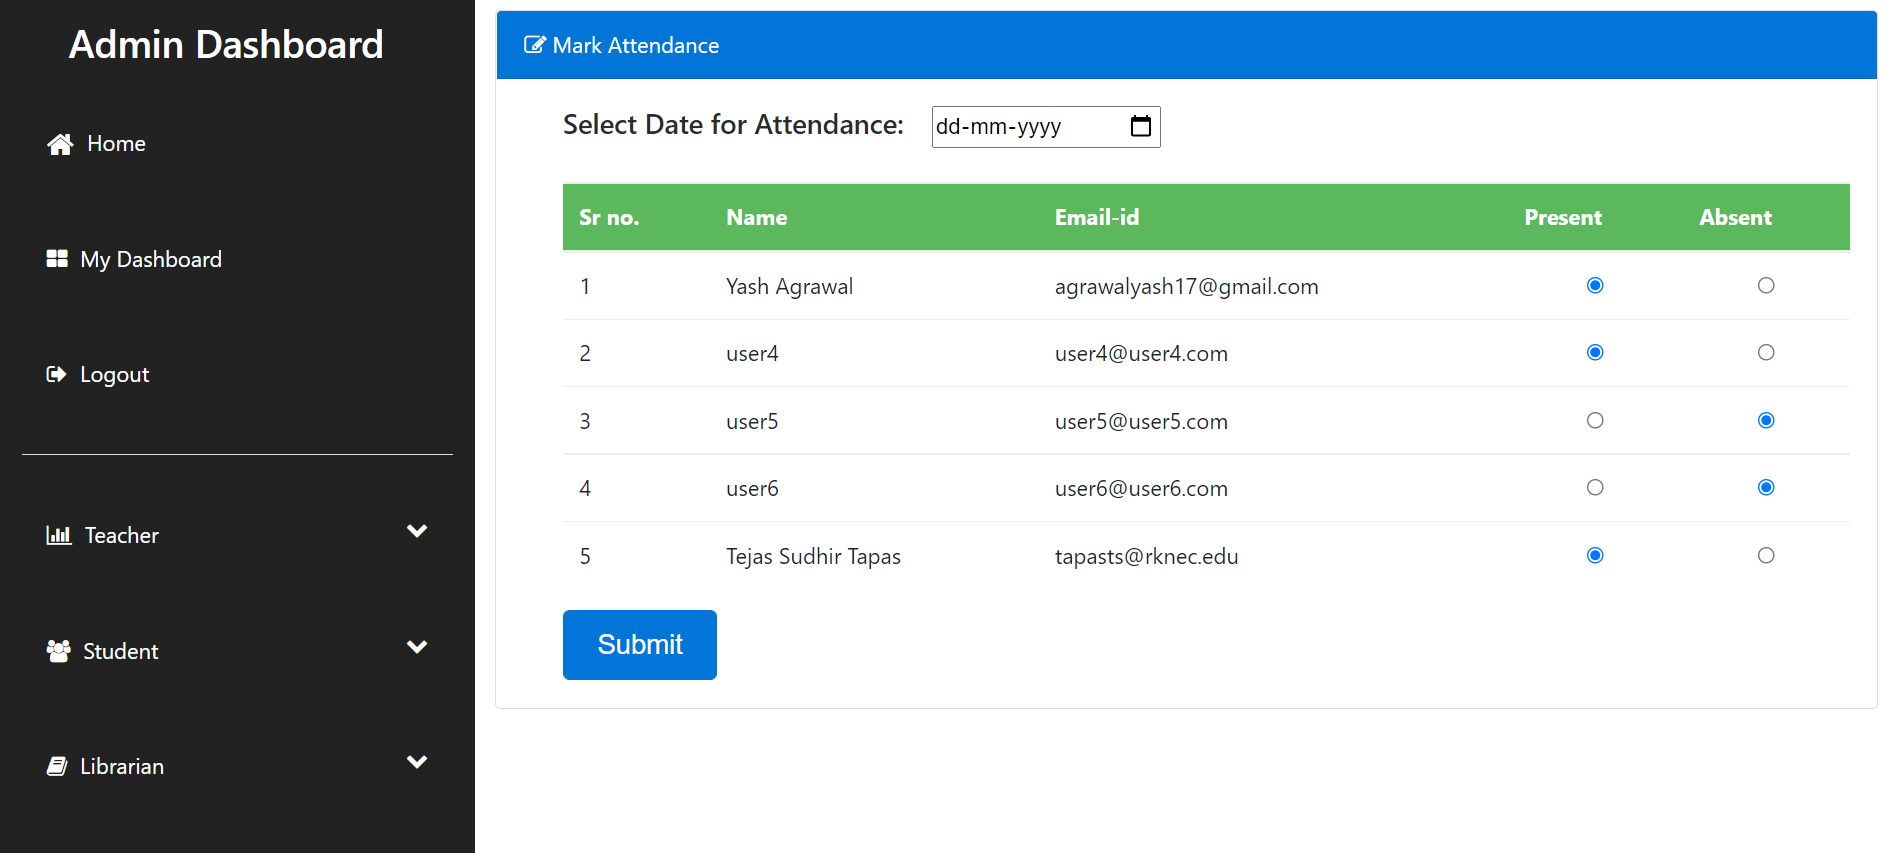 Admin Dashboard
Home
My Dashboard
Logout
Teacher
Student
Librarian
Mark Attendance
Select Date for Attendance: dd-mm-yyyy
Sr no. Name Email-id Present Absent
1 Yash Agrawal agrawalyash17@gmail.com
2 user4 user4@user4.com
3 user5 user5@user5.com
4 user6 user6@user6.com
5 Tejas Sudhir Tapas tapasts@rknec.edu
Submit